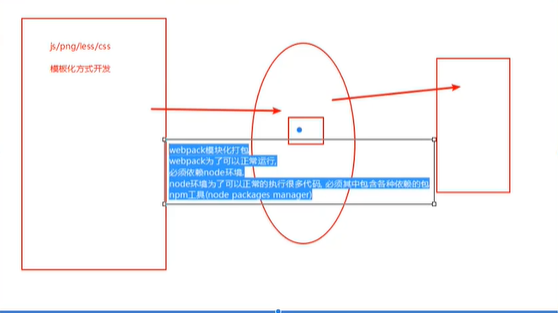 js/png/less/css
模板化方式开发
webpack模块化打包
webpack为了可以正常运行,
必须依赖node环境,
node环境为了可以正常的执行很多代码, 必须其中包含各种依赖的包
npm工具(node packages manager)